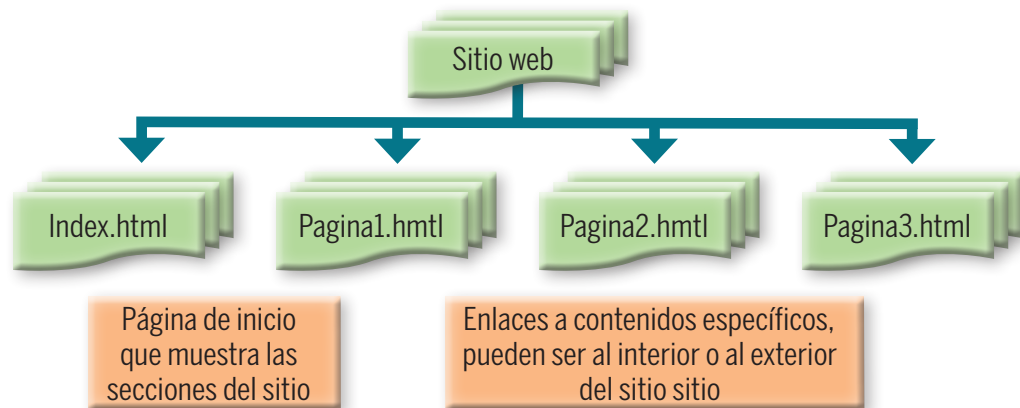 Sitio web
Index.html
Pagina1.hmtl
Pagina2.hmtl
Pagina3.html
Página de inicio
que muestra las
secciones del sitio
Enlaces a contenidos específicos,
pueden ser al interior o al exterior
del sitio sitio